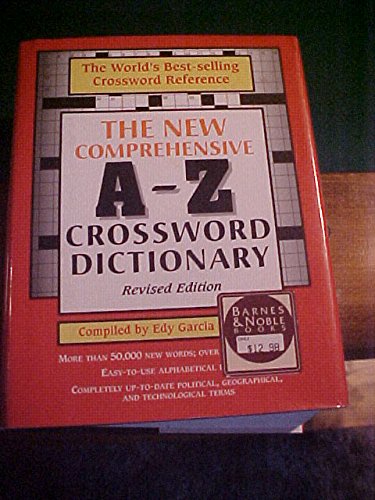 The World's Best-selling
Crossword Reference
THE NEW
COMPREHENSIVE
A-Z
CROSSWORD
DICTIONARY
Revised Edition
Compiled by Edy Garcia
BARNES
& NOBLE
BOOKS
ONLY
$12.98
MORE THAN 50,000 NEW WORDS; OVER
EASY-TO-USE ALPHABETICAL
COMPLETELY UP-TO-DATE POLITICAL, GEOGRAPHICAL,
AND TECHNOLOGICAL TERMS